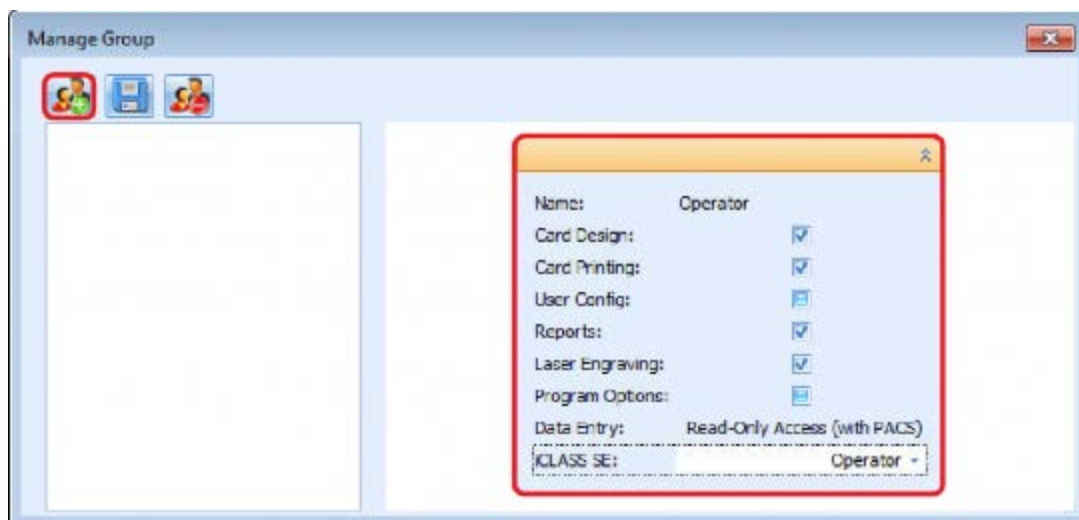 Manage Group
Name: Operator
Card Design:
Card Printing:
User Config:
Reports:
Laser Engraving:
Program Options:
Data Entry: Read-Only Access (with PACS)
iCLASS SE: Operator